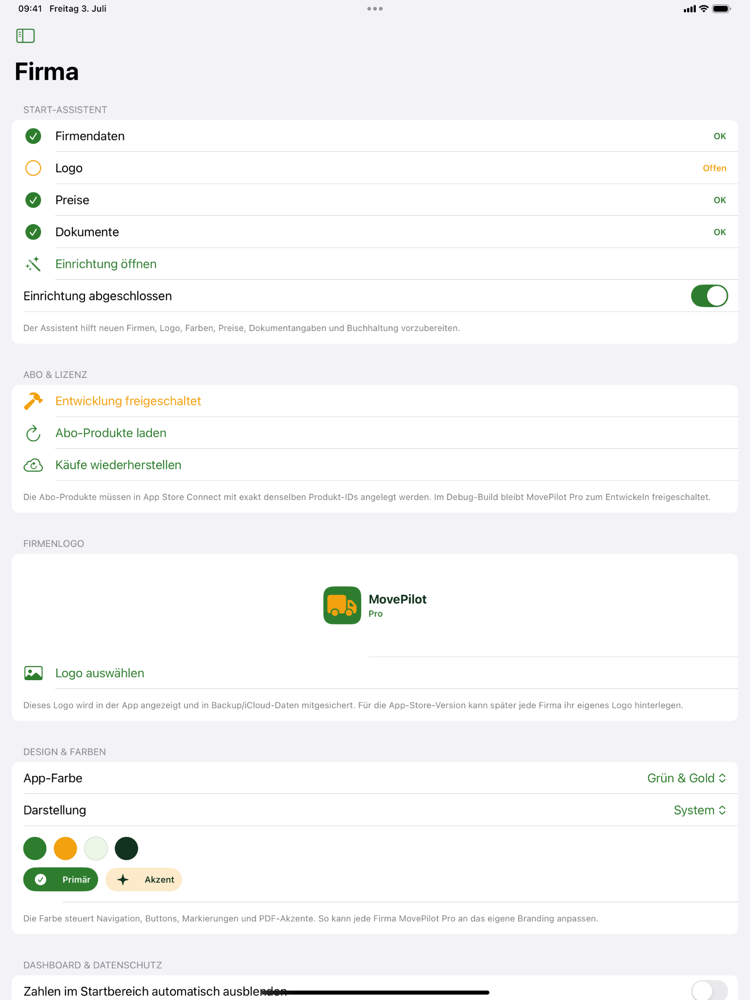 09:41 Freitag 3. Juli
Firma
START-ASSISTENT
Firmendaten OK
Logo Offen
Preise OK
Dokumente OK
Einrichtung öffnen
Einrichtung abgeschlossen
Der Assistent hilft neuen Firmen, Logo, Farben, Preise, Dokumentangaben und Buchhaltung vorzubereiten.
ABO & LIZENZ
Entwicklung freigeschaltet
Abo-Produkte laden
Käufe wiederherstellen
Die Abo-Produkte müssen in App Store Connect mit exakt denselben Produkt-IDs angelegt werden. Im Debug-Build bleibt MovePilot Pro zum Entwickeln freigeschaltet.
FIRMENLOGO
MovePilot
Pro
Logo auswählen
Dieses Logo wird in der App angezeigt und in Backup/iCloud-Daten mitgesichert. Für die App-Store-Version kann später jede Firma ihr eigenes Logo hinterlegen.
DESIGN & FARBEN
App-Farbe Grün & Gold
Darstellung System
Primär Akzent
Die Farbe steuert Navigation, Buttons, Markierungen und PDF-Akzente. So kann jede Firma MovePilot Pro an das eigene Branding anpassen.
DASHBOARD & DATENSCHUTZ
Zahlen im Startbereich automatisch ausblenden